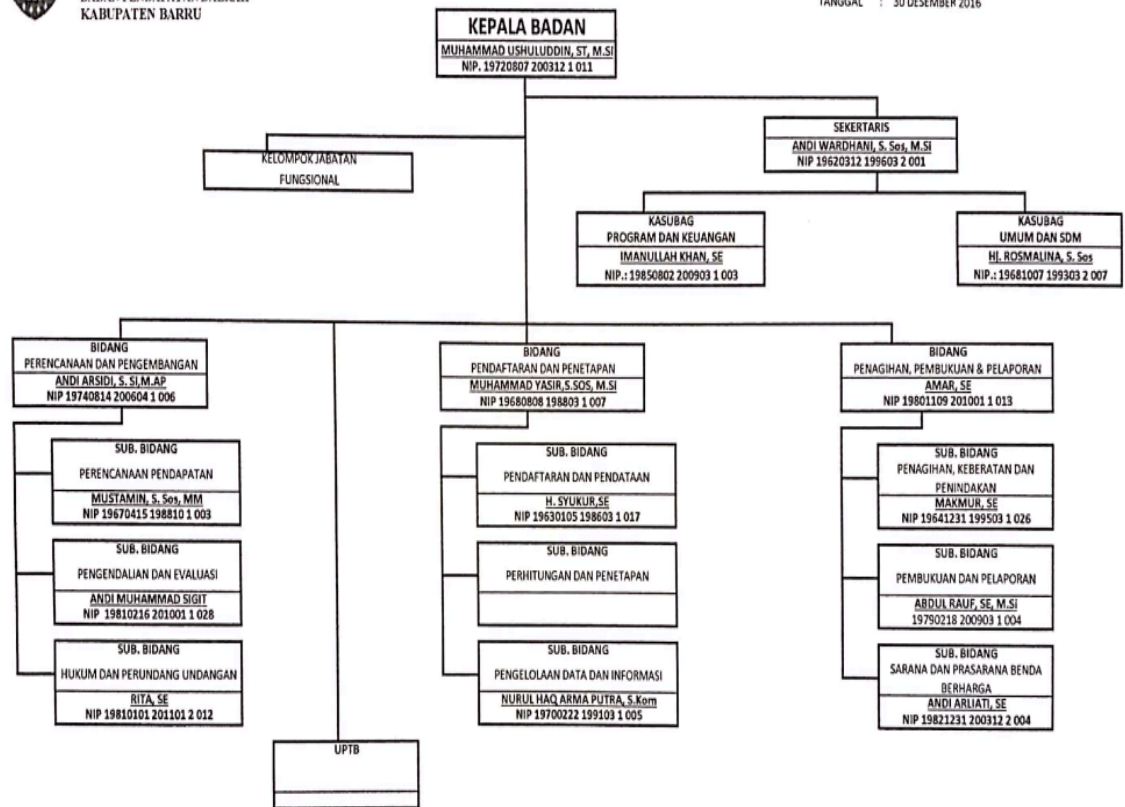 KABUPATEN BARRU
TANGGAL : 30 DESEMBER 2016
KEPALA BADAN
MUHAMMAD USHULUDDIN, ST, M.SI
NIP. 19720807 200312 1 011
SEKERTARIS
ANDI WARDHANI, S. Sos, M.Si
NIP 19620312 199603 2 001
KELOMPOK JABATAN
FUNGSIONAL
KASUBAG
PROGRAM DAN KEUANGAN
IMANULLAH KHAN, SE
NIP.: 19850802 200903 1 003
KASUBAG
UMUM DAN SDM
HJ. ROSMALINA, S. Sos
NIP.: 19681007 199303 2 007
BIDANG
PERENCANAAN DAN PENGEMBANGAN
ANDI ARSIDI, S. SI,M.AP
NIP 19740814 200604 1 006
SUB. BIDANG
PERENCANAAN PENDAPATAN
MUSTAMIN, S. Sos, MM
NIP 19670415 198810 1 003
SUB. BIDANG
PENGENDALIAN DAN EVALUASI
ANDI MUHAMMAD SIGIT
NIP 19810216 201001 1 028
SUB. BIDANG
HUKUM DAN PERUNDANG UNDANGAN
RITA, SE
NIP 19810101 201101 2 012
BIDANG
PENDAFTARAN DAN PENETAPAN
MUHAMMAD YASIR,S.SOS, M.SI
NIP 19680808 198803 1 007
SUB. BIDANG
PENDAFTARAN DAN PENDATAAN
H. SYUKUR,SE
NIP 19630105 198603 1 017
SUB. BIDANG
PERHITUNGAN DAN PENETAPAN
SUB. BIDANG
PENGELOLAAN DATA DAN INFORMASI
NURUL HAQ ARMA PUTRA, S.Kom
NIP 19700222 199103 1 005
BIDANG
PENAGIHAN, PEMBUKUAN & PELAPORAN
AMAR, SE
NIP 19801109 201001 1 013
SUB. BIDANG
PENAGIHAN, KEBERATAN DAN
PENINDAKAN
MAKMUR, SE
NIP 19641231 199503 1 026
SUB. BIDANG
PEMBUKUAN DAN PELAPORAN
ABDUL RAUF, SE, M.Si
19790218 200903 1 004
SUB. BIDANG
SARANA DAN PRASARANA BENDA
BERHARGA
ANDI ARLIATI, SE
NIP 19821231 200312 2 004
UPTB